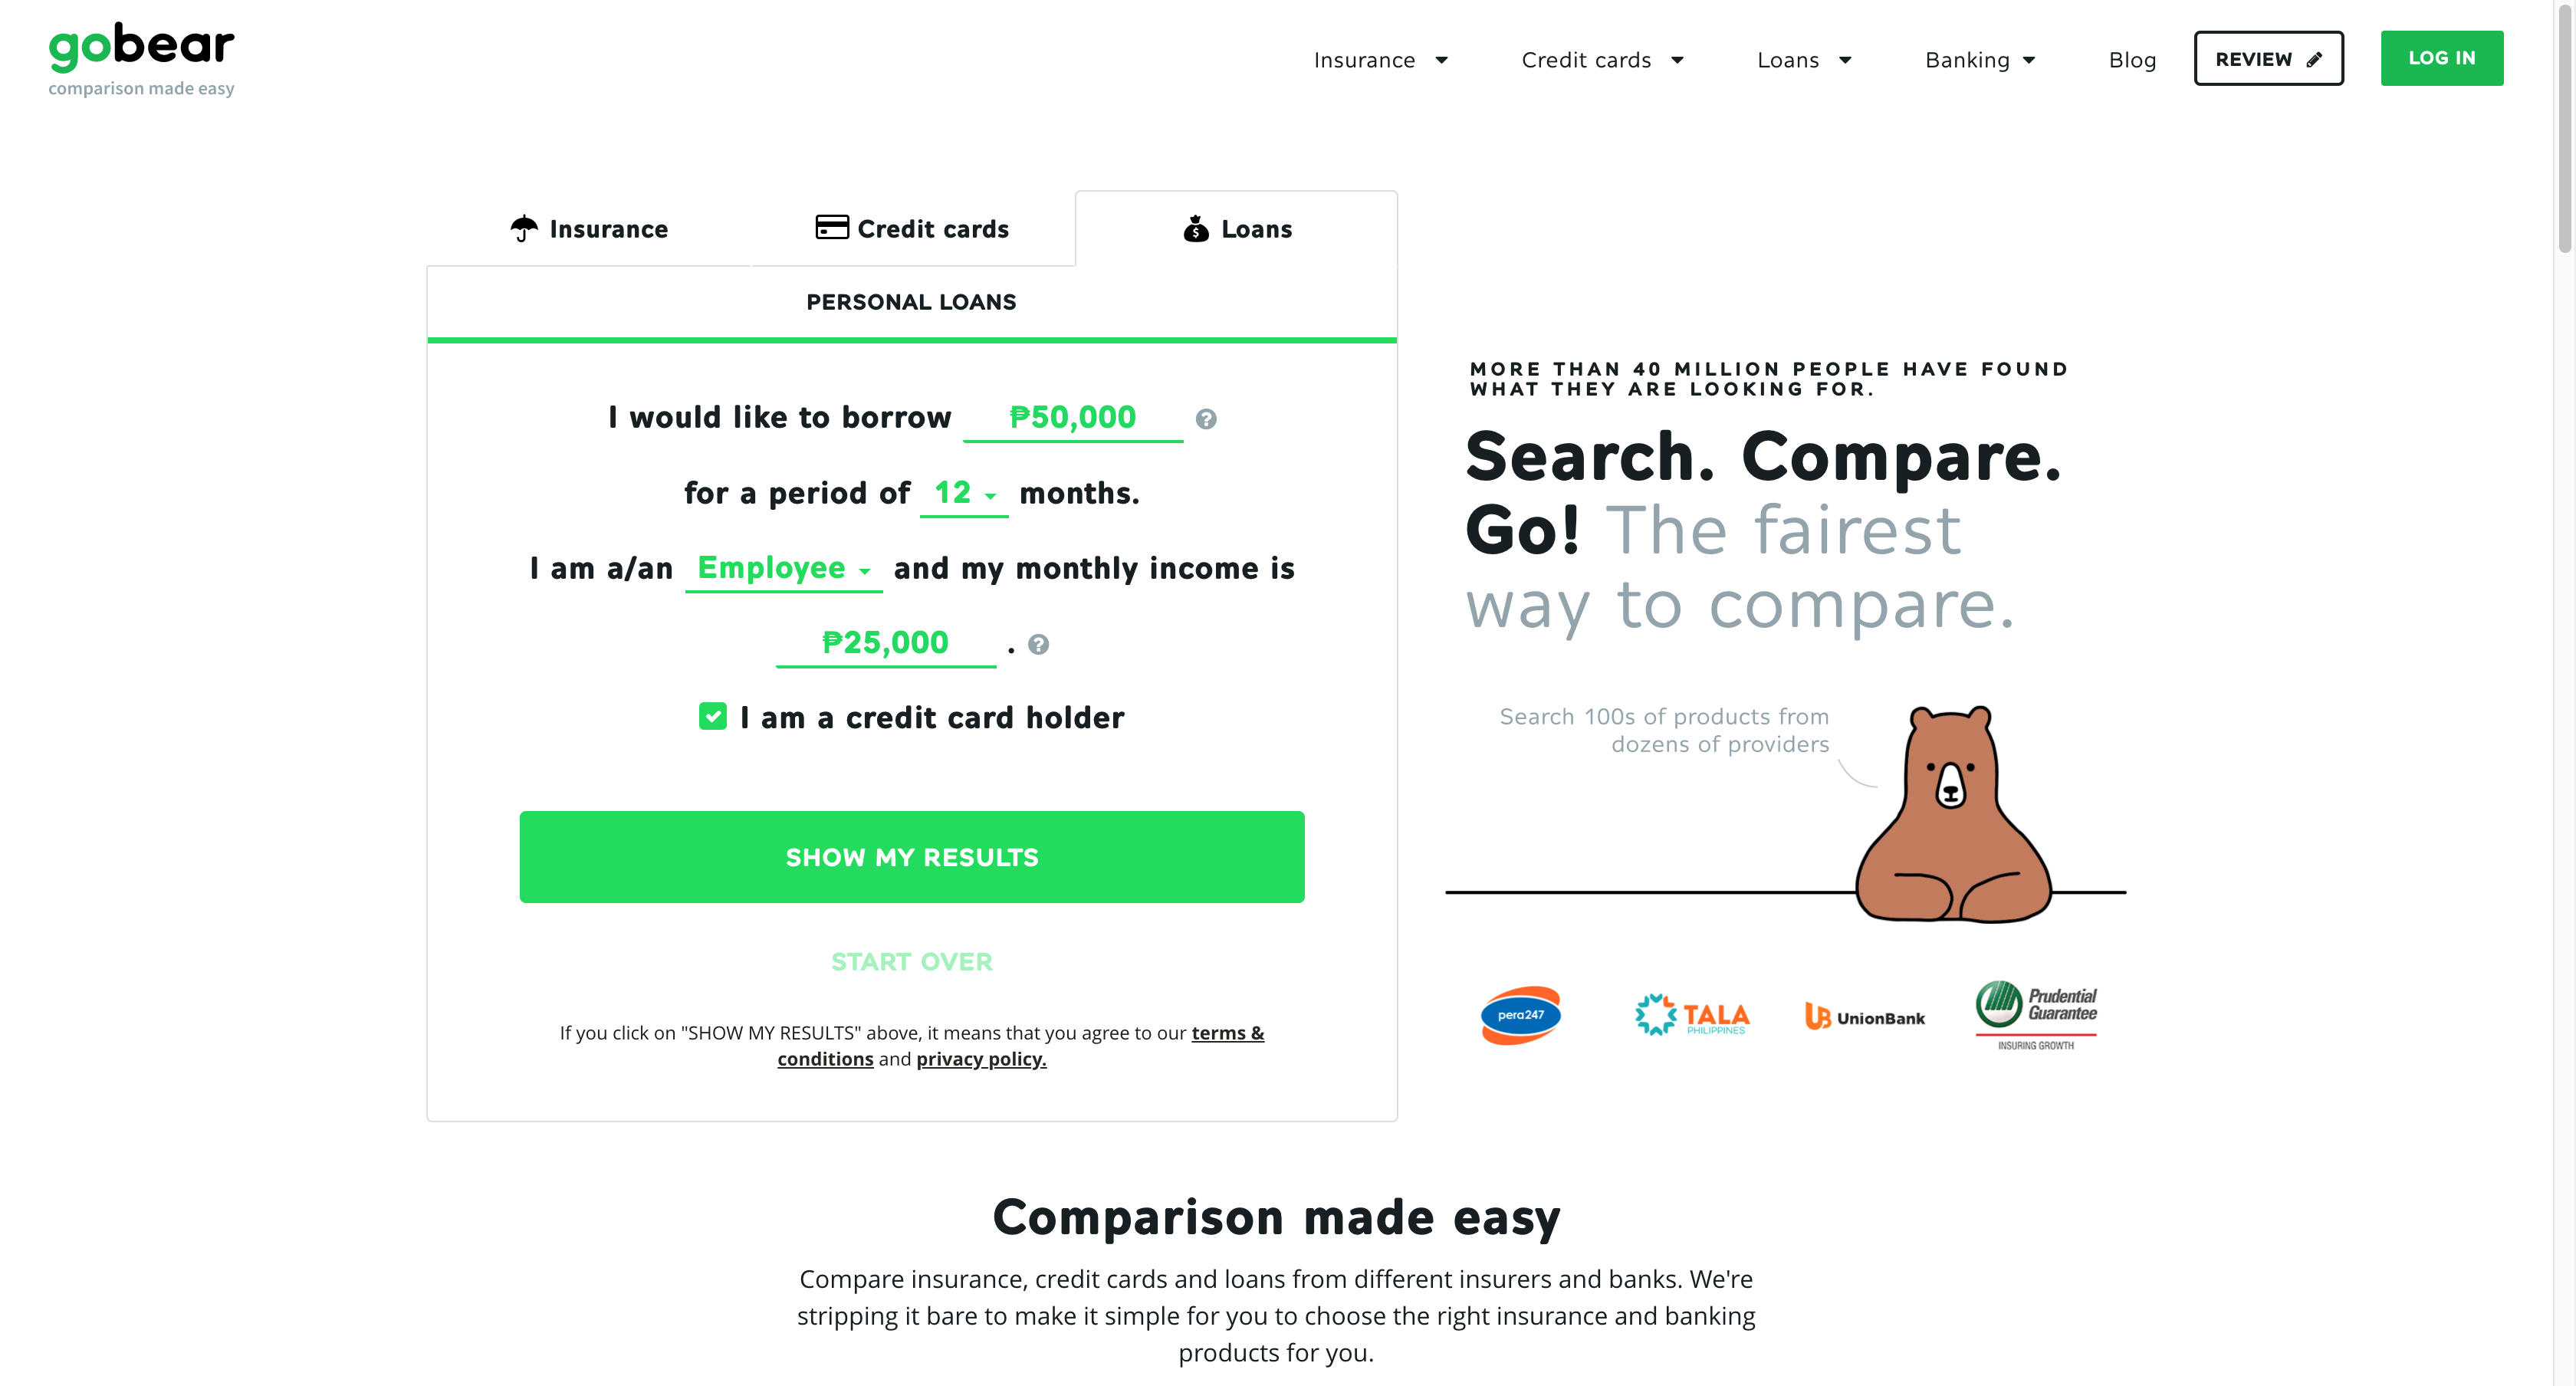 gobear
comparison made easy
Insurance
Credit cards
Loans
Banking
Blog
REVIEW
LOG IN
Insurance
Credit cards
Loans
PERSONAL LOANS
I would like to borrow ₱50,000 ?
for a period of 12 months.
I am a/an Employee and my monthly income is
₱25,000 . ?
I am a credit card holder
SHOW MY RESULTS
START OVER
If you click on "SHOW MY RESULTS" above, it means that you agree to our terms &
conditions and privacy policy.
MORE THAN 40 MILLION PEOPLE HAVE FOUND
WHAT THEY ARE LOOKING FOR.
Search. Compare.
Go! The fairest
way to compare.
Search 100s of products from
dozens of providers
pera247
TALA
PHILIPPINES
UB UnionBank
Prudential
Guarantee
INSURING GROWTH
Comparison made easy
Compare insurance, credit cards and loans from different insurers and banks. We're
stripping it bare to make it simple for you to choose the right insurance and banking
products for you.